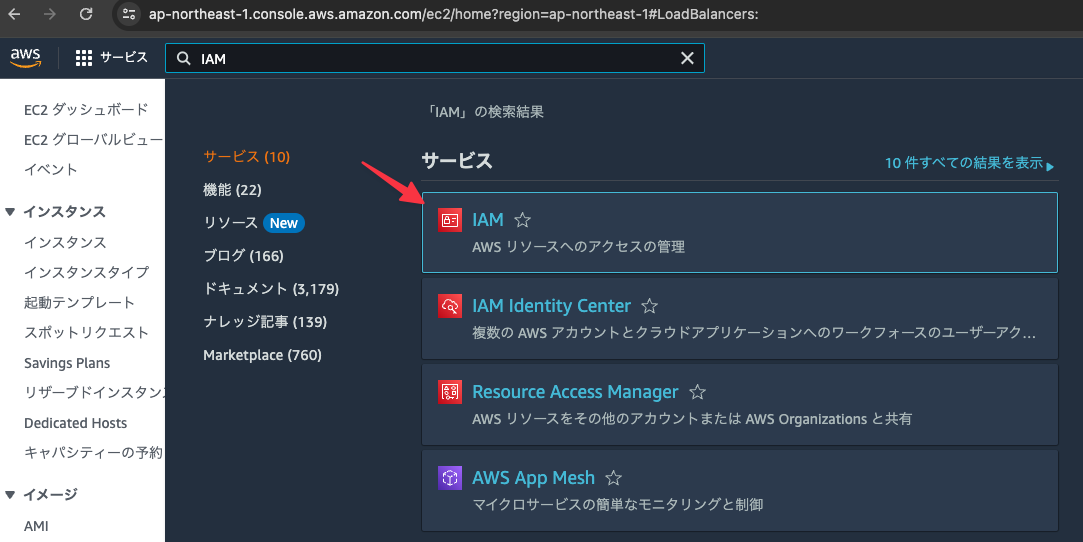 ap-northeast-1.console.aws.amazon.com/ec2/home?region=ap-northeast-1#LoadBalancers:
aws
サービス
IAM
EC2 ダッシュボード
EC2 グローバルビュー
イベント
インスタンス
インスタンス
インスタンスタイプ
起動テンプレート
スポットリクエスト
Savings Plans
リザーブドインスタン
Dedicated Hosts
キャパシティーの予約
イメージ
AMI
「IAM」の検索結果
サービス (10)
機能 (22)
リソース New
ブログ (166)
ドキュメント (3,179)
ナレッジ記事 (139)
Marketplace (760)
サービス
10 件すべての結果を表示
IAM
AWS リソースへのアクセスの管理
IAM Identity Center
複数の AWS アカウントとクラウドアプリケーションへのワークフォースのユーザーアク...
Resource Access Manager
AWS リソースをその他のアカウントまたは AWS Organizations と共有
AWS App Mesh
マイクロサービスの簡単なモニタリングと制御